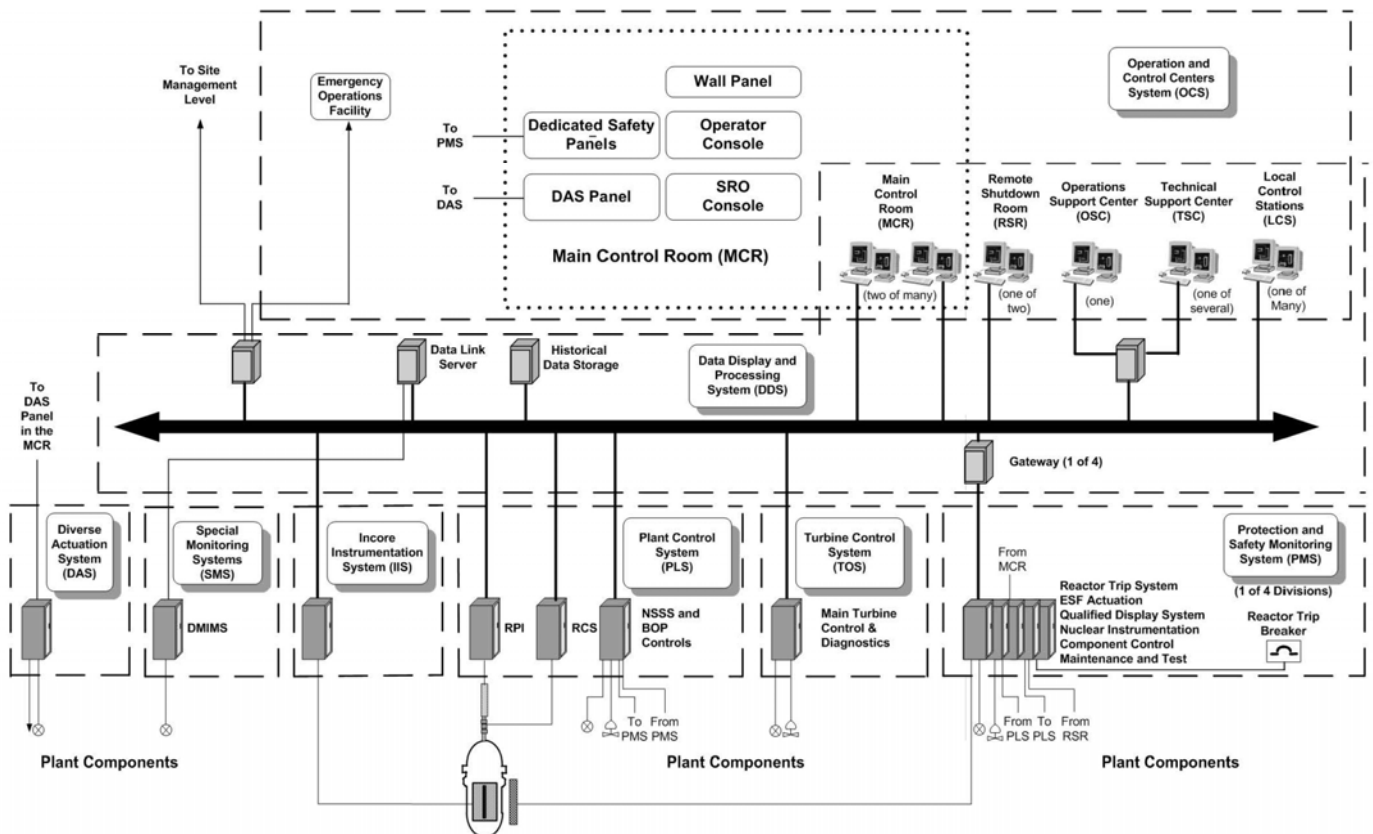 To Site
Management
Level
Emergency
Operations
Facility
Wall Panel
To
PMS
Dedicated Safety
Panels
Operator
Console
To
DAS
DAS Panel
SRO
Console
Main Control Room (MCR)
Operation and
Control Centers
System (OCS)
Main
Control
Room
(MCR)
(two of many)
Remote
Shutdown
Room
(RSR)
(one of
two)
Operations
Support Center
(OSC)
(one)
Technical
Support Center
(TSC)
(one of
several)
Local
Control
Stations
(LCS)
(one of
Many)
Data Link
Server
Historical
Data Storage
Data Display and
Processing
System (DDS)
To
DAS
Panel
in the
MCR
Gateway (1 of 4)
Diverse
Actuation
System
(DAS)
Special
Monitoring
Systems
(SMS)
DMIMS
Incore
Instrumentation
System (IIS)
Plant Control
System
(PLS)
RPI
RCS
NSSS and
BOP
Controls
To
PMS
From
PMS
Turbine Control
System
(TOS)
Main Turbine
Control &
Diagnostics
Protection and
Safety Monitoring
System (PMS)
(1 of 4 Divisions)
From
MCR
Reactor Trip System
ESF Actuation
Qualified Display System
Nuclear Instrumentation
Component Control
Maintenance and Test
Reactor Trip
Breaker
From
PLS
To
PLS
From
RSR
Plant Components
Plant Components
Plant Components